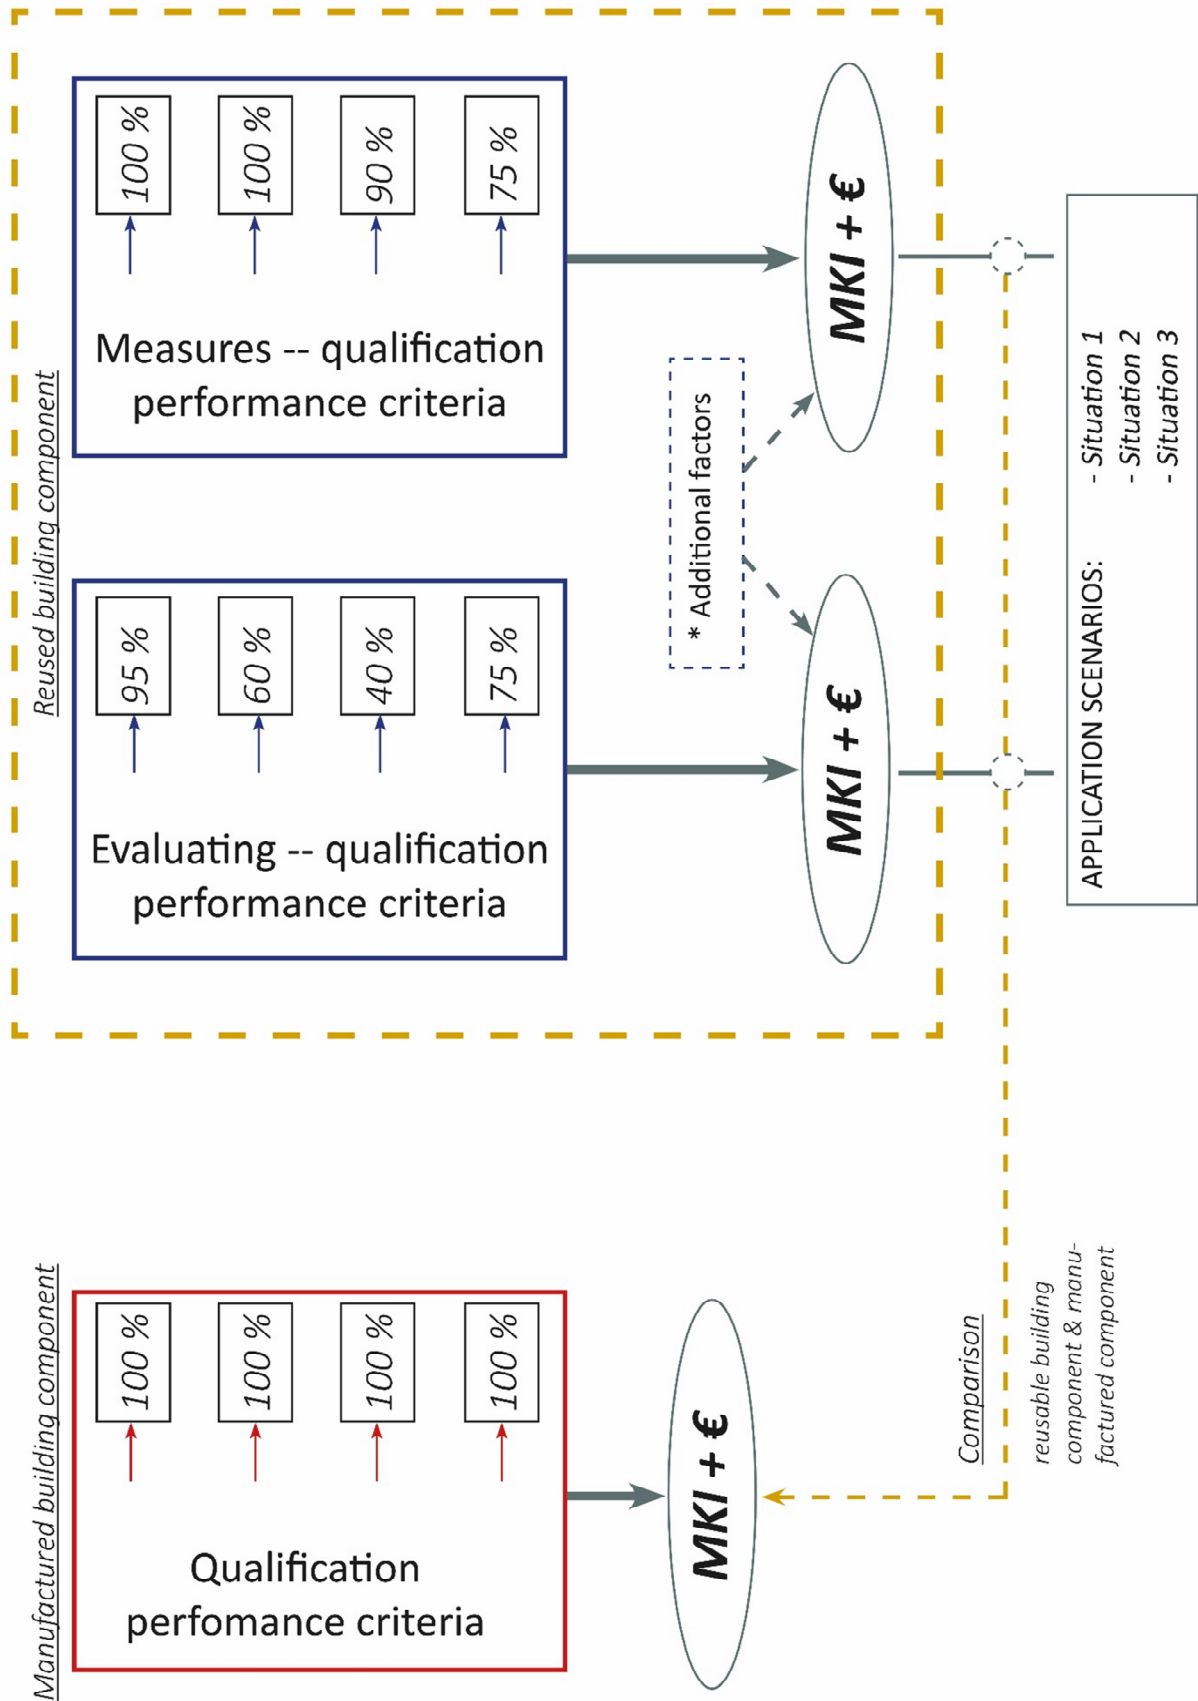 Manufactured building component
Qualification
perfomance criteria
100 %
100 %
100 %
100 %
MKI + €
Reused building component
Evaluating -- qualification
performance criteria
95 %
60 %
40 %
75 %
MKI + €
Measures -- qualification
performance criteria
100 %
100 %
90 %
75 %
MKI + €
* Additional factors
Comparison
reusable building
component & manu-
factured component
APPLICATION SCENARIOS: - Situation 1
- Situation 2
- Situation 3